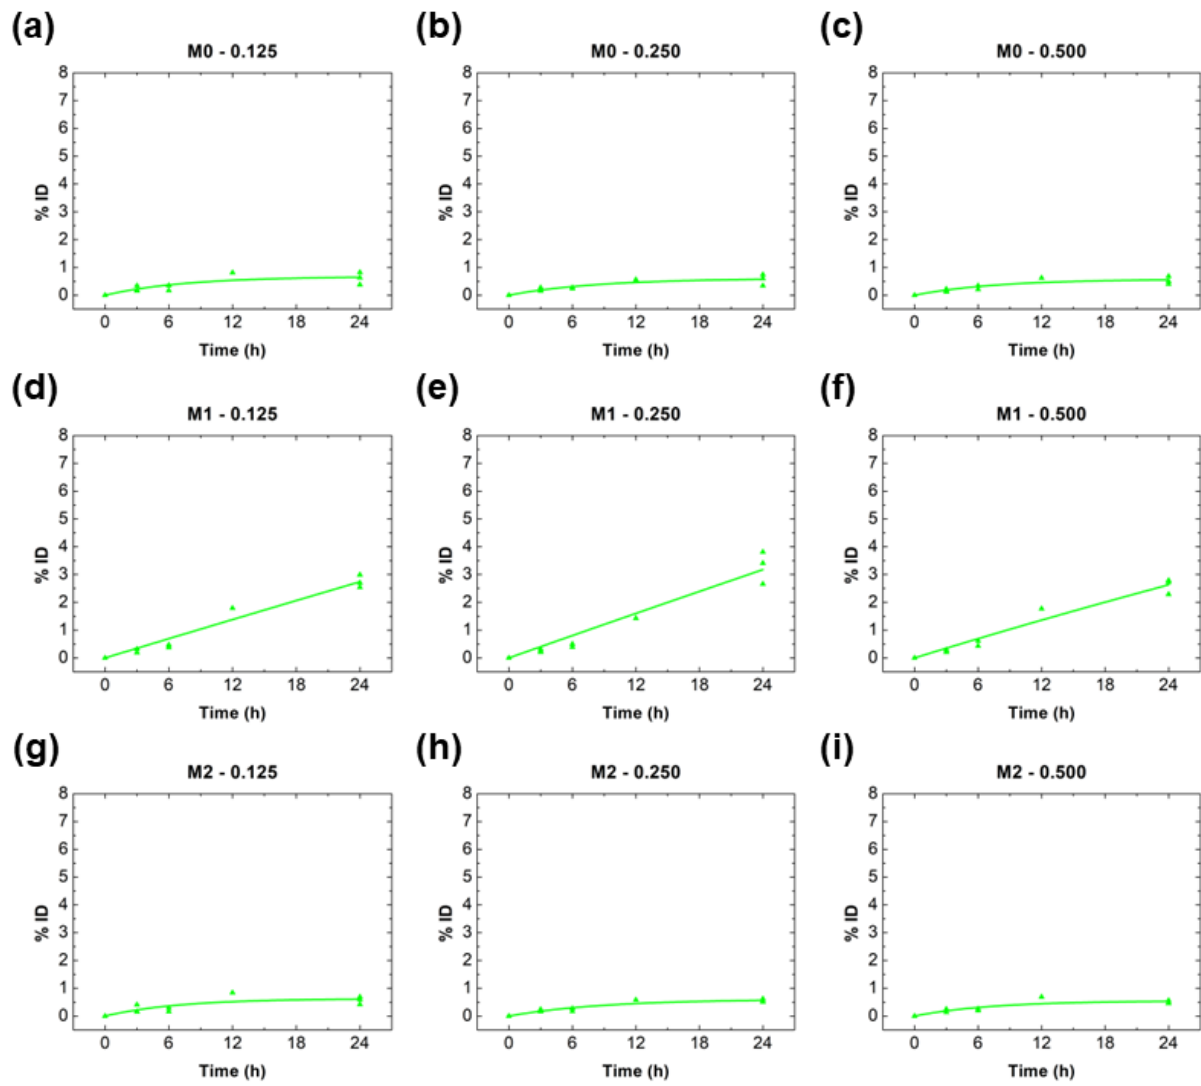 (a)
M0 - 0.125
8
7
6
5
4
3
2
1
0
% ID
0 6 12 18 24
Time (h)
(b)
M0 - 0.250
8
7
6
5
4
3
2
1
0
% ID
0 6 12 18 24
Time (h)
(c)
M0 - 0.500
8
7
6
5
4
3
2
1
0
% ID
0 6 12 18 24
Time (h)
(d)
M1 - 0.125
8
7
6
5
4
3
2
1
0
% ID
0 6 12 18 24
Time (h)
(e)
M1 - 0.250
8
7
6
5
4
3
2
1
0
% ID
0 6 12 18 24
Time (h)
(f)
M1 - 0.500
8
7
6
5
4
3
2
1
0
% ID
0 6 12 18 24
Time (h)
(g)
M2 - 0.125
8
7
6
5
4
3
2
1
0
% ID
0 6 12 18 24
Time (h)
(h)
M2 - 0.250
8
7
6
5
4
3
2
1
0
% ID
0 6 12 18 24
Time (h)
(i)
M2 - 0.500
8
7
6
5
4
3
2
1
0
% ID
0 6 12 18 24
Time (h)